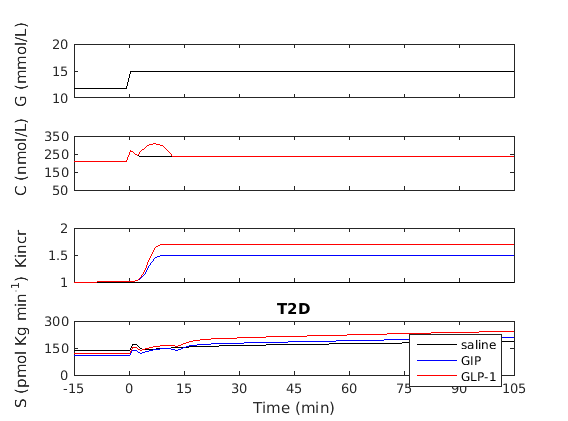 G (mmol/L)
20
15
10
C (nmol/L)
350
250
150
50
Kincr
2
1.5
1
T2D
S (pmol Kg min-1)
300
150
0
saline
GIP
GLP-1
-15 0 15 30 45 60 75 90 105
Time (min)